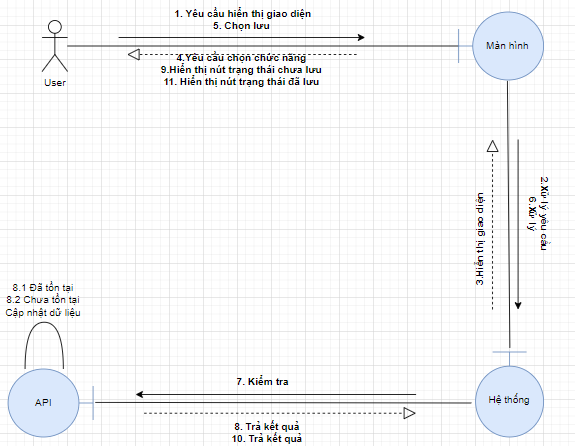 1. Yêu cầu hiển thị giao diện
5. Chọn lưu
4.Yêu cầu chọn chức năng
9.Hiển thị nút trạng thái chưa lưu
11. Hiển thị nút trạng thái đã lưu
User
Màn hình
2.Xử lý yêu cầu
6.Xử lý
3.Hiển thị giao diện
8.1 Đã tồn tại
8.2 Chưa tồn tại
Cập nhật dữ liệu
7. Kiểm tra
API
Hệ thống
8. Trả kết quả
10. Trả kết quả